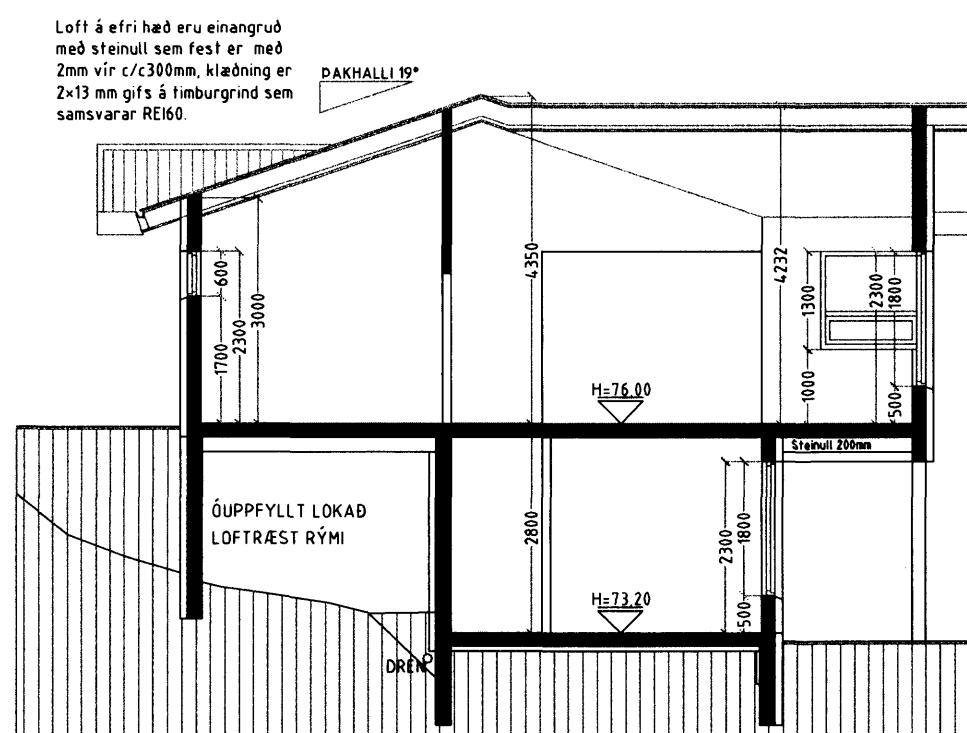 Loft á efri hæð eru einangruð
með steinull sem fest er með
2mm vír c/c300mm, klæðning er
2×13 mm gifs á timburgrind sem
samsvarar REI60.
ÞAKHALLI 19°
600
1700
2300
3000
4350
4232
1300
1000
2300
1800
500
H=76.00
Steinull 200mm
ÓUPPFYLLT LOKAÐ
LOFTRÆST RÝMI
2800
2300
1800
500
H=73.20
DREN